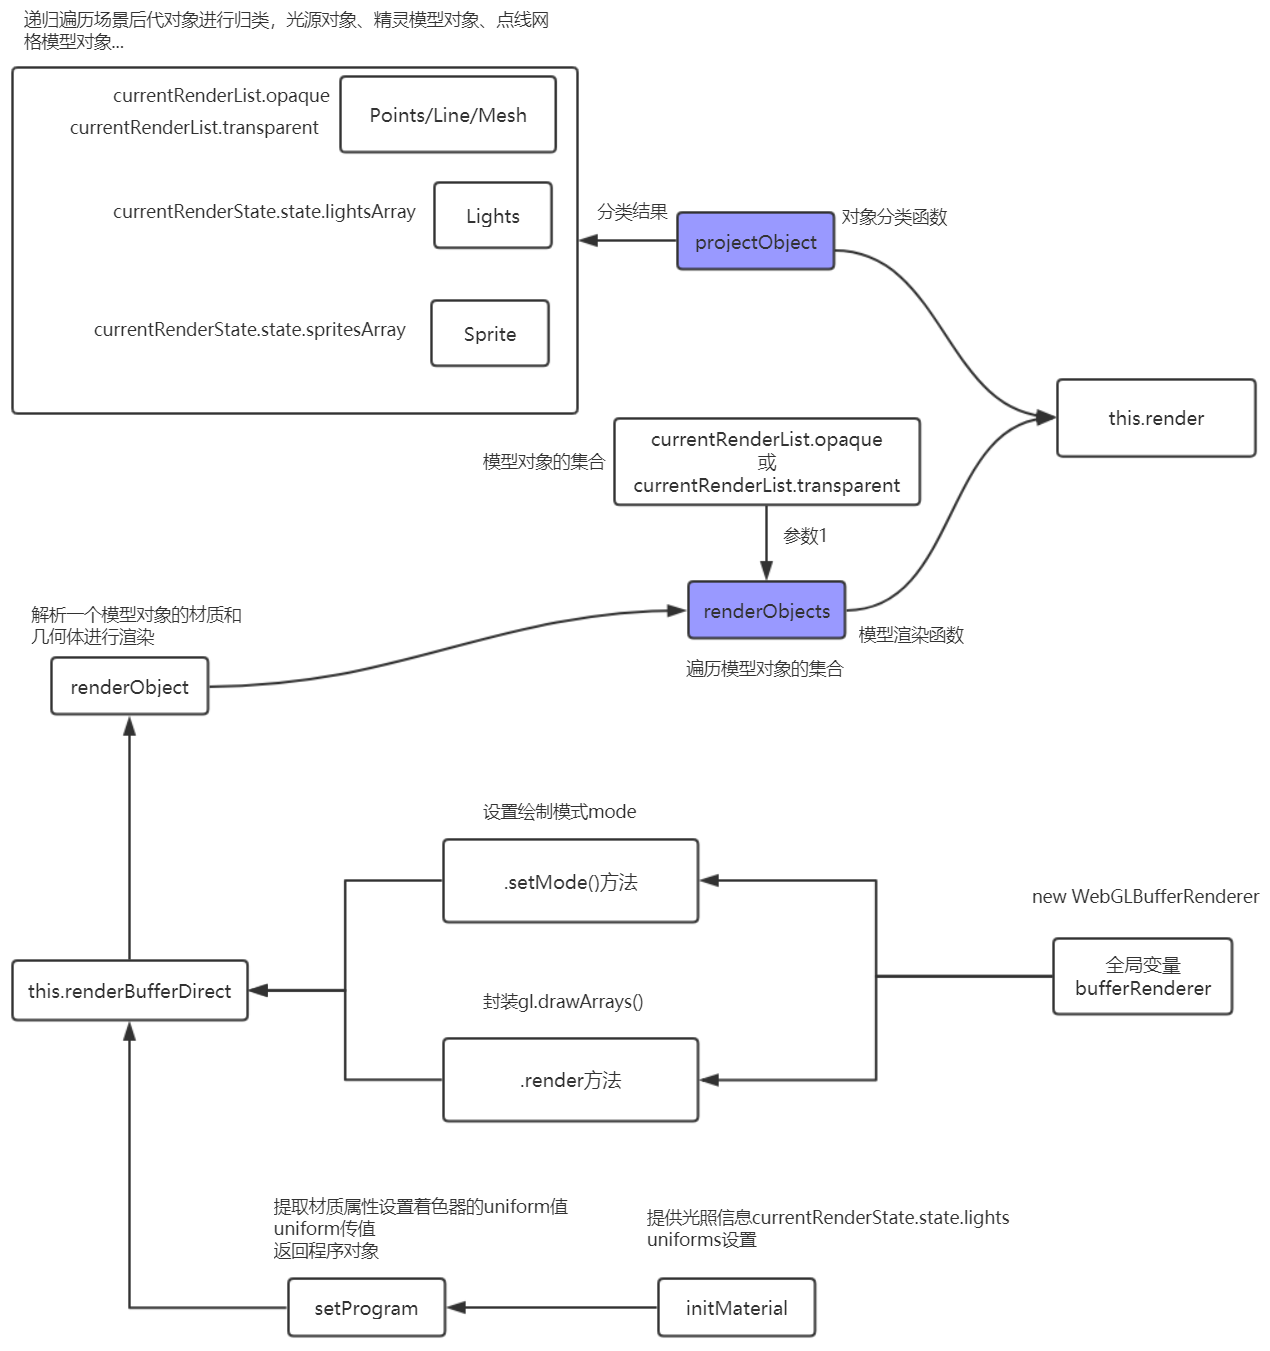 递归遍历场景后代对象进行归类，光源对象、精灵模型对象、点线网
格模型对象...
currentRenderList.opaque
currentRenderList.transparent
Points/Line/Mesh
currentRenderState.state.lightsArray
Lights
currentRenderState.state.spritesArray
Sprite
分类结果
projectObject
对象分类函数
this.render
模型对象的集合
currentRenderList.opaque
或
currentRenderList.transparent
参数1
renderObjects
模型渲染函数
遍历模型对象的集合
解析一个模型对象的材质和
几何体进行渲染
renderObject
设置绘制模式mode
.setMode()方法
new WebGLBufferRenderer
全局变量
bufferRenderer
this.renderBufferDirect
封装gl.drawArrays()
.render方法
提取材质属性设置着色器的uniform值
uniform传值
返回程序对象
setProgram
提供光照信息currentRenderState.state.lights
uniforms设置
initMaterial